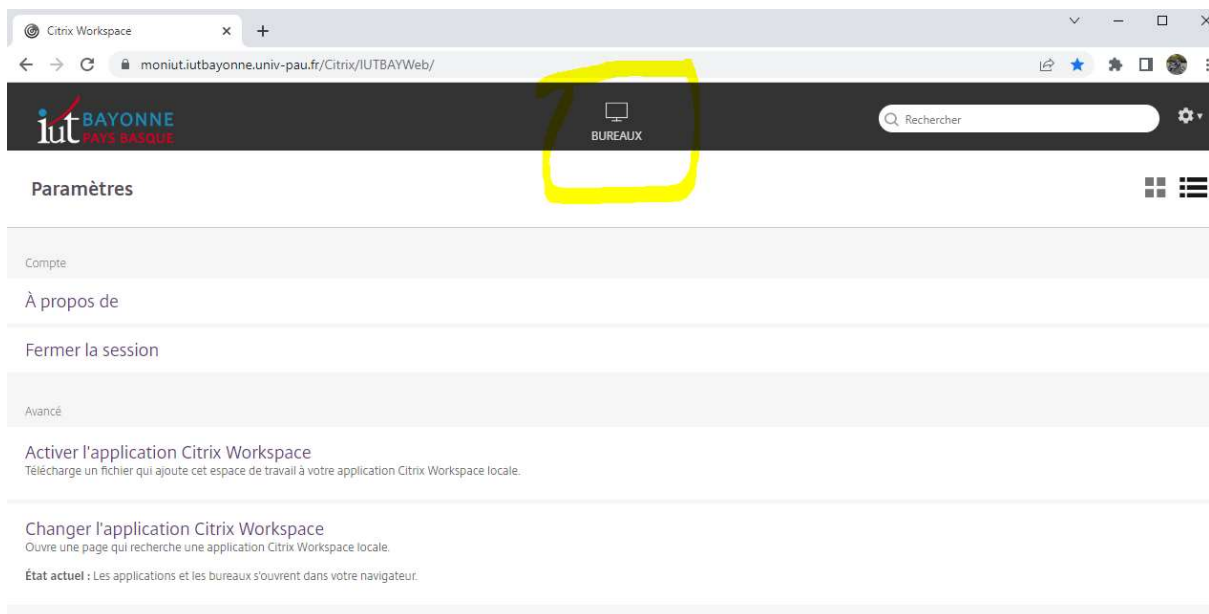 Citrix Workspace
moniut.iutbayonne.univ-pau.fr/Citrix/IUTBAYWeb/
iut BAYONNE
PAYS BASQUE
BUREAUX
Rechercher
Paramètres
Compte
À propos de
Fermer la session
Avancé
Activer l'application Citrix Workspace
Télécharge un fichier qui ajoute cet espace de travail à votre application Citrix Workspace locale.
Changer l'application Citrix Workspace
Ouvre une page qui recherche une application Citrix Workspace locale.
État actuel : Les applications et les bureaux s'ouvrent dans votre navigateur.